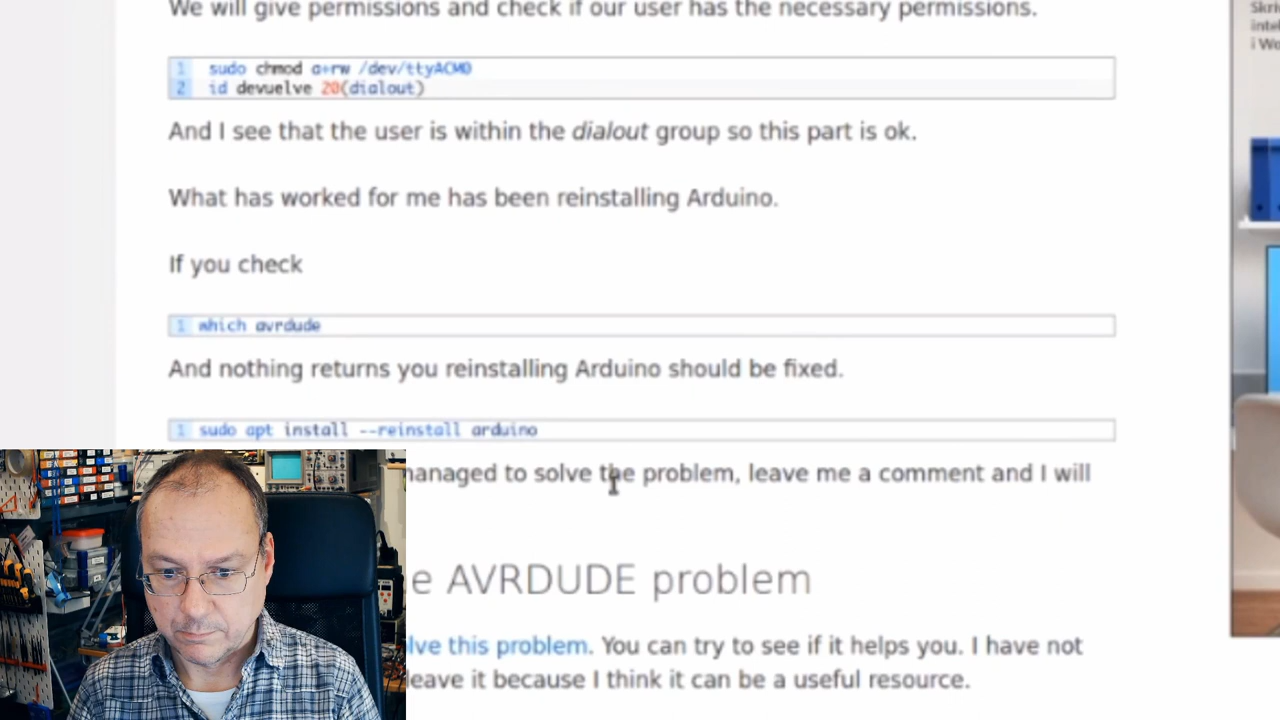 We will give permissions and check if our user has the necessary permissions.
1 sudo chmod a+rw /dev/ttyACM0
2 id devuelve 20(dialout)
And I see that the user is within the dialout group so this part is ok.
What has worked for me has been reinstalling Arduino.
If you check
1 which avrdude
And nothing returns you reinstalling Arduino should be fixed.
1 sudo apt install --reinstall arduino
managed to solve the problem, leave me a comment and I will
e AVRDUDE problem
olve this problem. You can try to see if it helps you. I have not
leave it because I think it can be a useful resource.
Skri
inte
i Wo